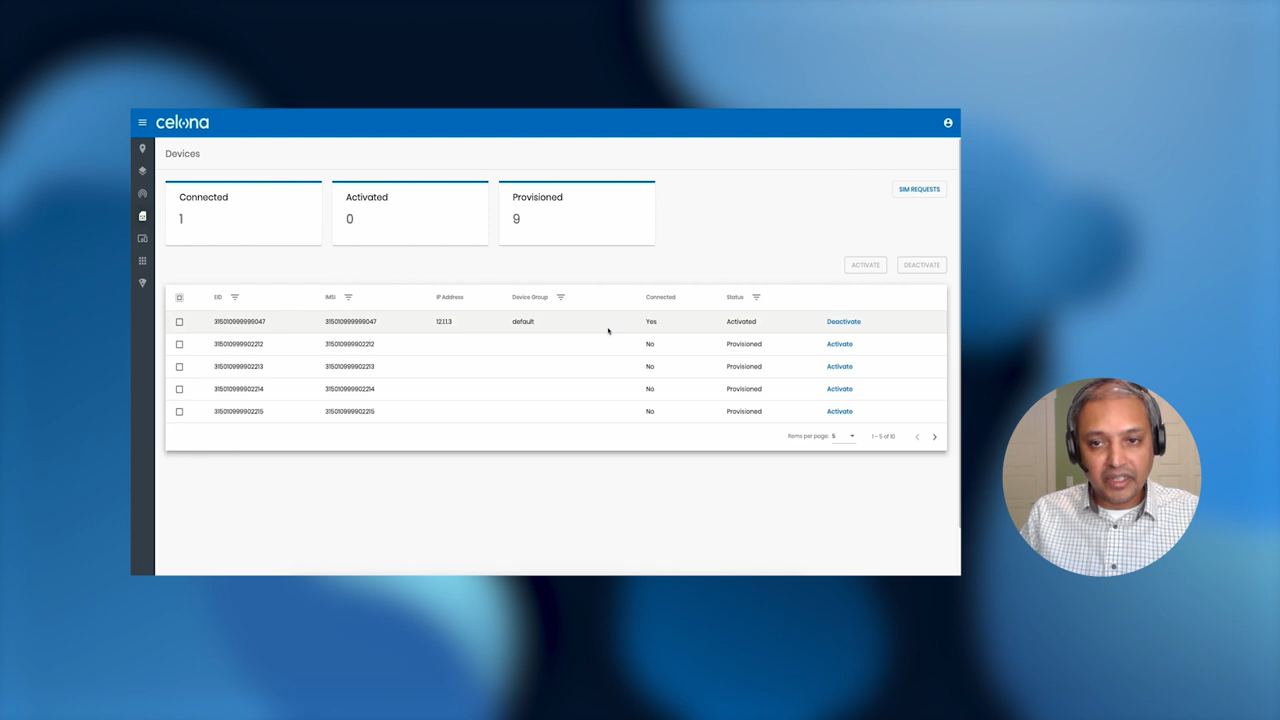 celona
Devices
Connected
1
Activated
0
Provisioned
9
SIM REQUESTS
ACTIVATE DEACTIVATE
EID IMSI IP Address Device Group Connected Status
315010999999047 315010999999047 12.1.1.3 default Yes Activated Deactivate
315010999902212 315010999902212 No Provisioned Activate
315010999902213 315010999902213 No Provisioned Activate
315010999902214 315010999902214 No Provisioned Activate
315010999902215 315010999902215 No Provisioned Activate
Items per page: 5 1 – 5 of 10